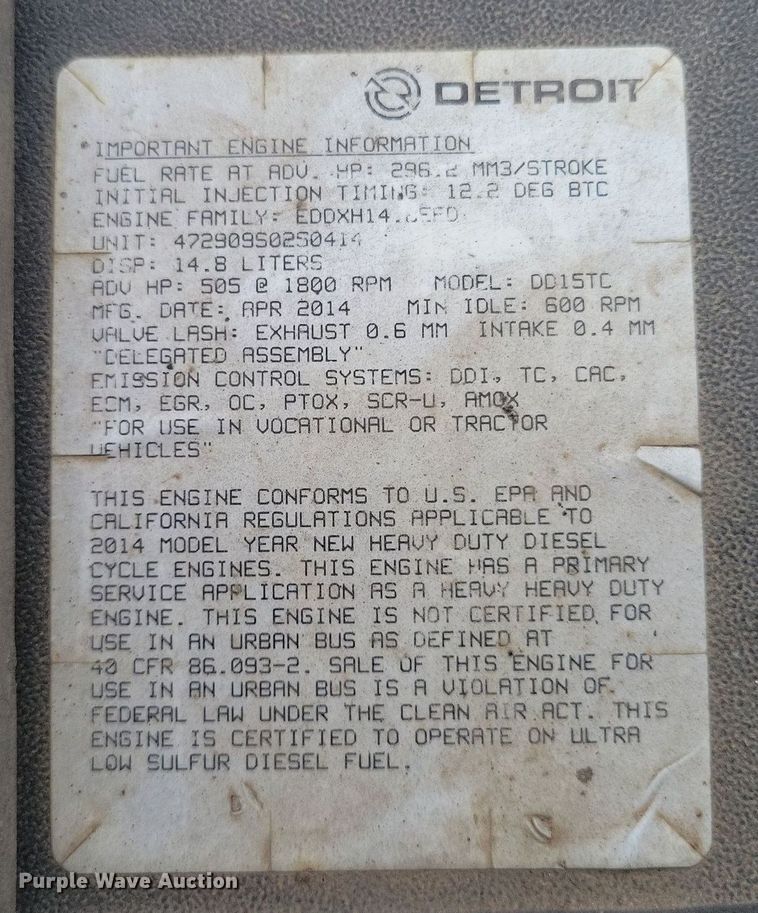 DETROIT
IMPORTANT ENGINE INFORMATION
FUEL RATE AT ADV. HP: 296.2 MM3/STROKE
INITIAL INJECTION TIMING: 12.2 DEG BTC
ENGINE FAMILY:
UNIT: 472909S0250414
DISP: 14.8 LITERS
ADV HP: 505 @ 1800 RPM MODEL: DD15TC
MFG. DATE: APR 2014 MIN IDLE: 600 RPM
VALVE LASH: EXHAUST 0.6 MM INTAKE 0.4 MM
"DELEGATED ASSEMBLY"
EMISSION CONTROL SYSTEMS: DDI, TC, CAC,
ECM, EGR, OC, PTOX, SCR-U, AMOX
"FOR USE IN VOCATIONAL OR TRACTOR
VEHICLES"
THIS ENGINE CONFORMS TO U.S. EPA AND
CALIFORNIA REGULATIONS APPLICABLE TO
2014 MODEL YEAR NEW HEAVY DUTY DIESEL
CYCLE ENGINES. THIS ENGINE HAS A PRIMARY
SERVICE APPLICATION AS A HEAVY HEAVY DUTY
ENGINE. THIS ENGINE IS NOT CERTIFIED FOR
USE IN AN URBAN BUS AS DEFINED AT
40 CFR 86.093-2. SALE OF THIS ENGINE FOR
USE IN AN URBAN BUS IS A VIOLATION OF
FEDERAL LAW UNDER THE CLEAN AIR ACT. THIS
ENGINE IS CERTIFIED TO OPERATE ON ULTRA
LOW SULFUR DIESEL FUEL.
Purple Wave Auction